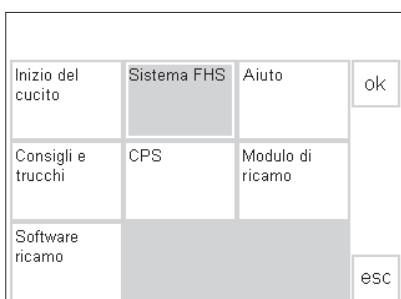 Inizio del
cucito
Sistema FHS
Aiuto
ok
Consigli e
trucchi
CPS
Modulo di
ricamo
Software
ricamo
esc